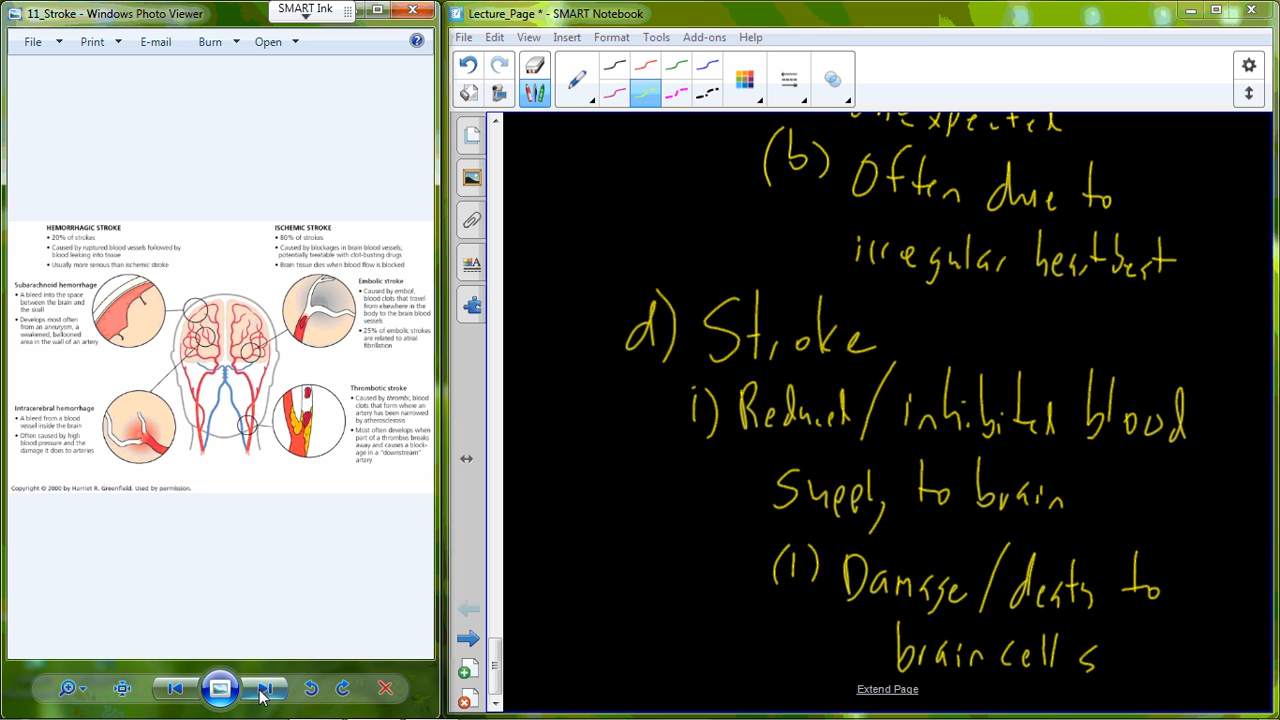 11_Stroke - Windows Photo Viewer
SMART Ink
File Print E-mail Burn Open
HEMORRHAGIC STROKE
• 20% of strokes
• Caused by ruptured blood vessels followed by
blood leaking into tissue
• Usually more serious than ischemic stroke
ISCHEMIC STROKE
• 80% of strokes
• Caused by blockages in brain blood vessels;
potentially treatable with clot-busting drugs
• Brain tissue dies when blood flow is blocked
Subarachnoid hemorrhage
• A bleed into the space
between the brain and
the skull
• Develops most often
from an aneurysm, a
weakened, ballooned
area in the wall of an artery
Embolic stroke
• Caused by emboli,
blood clots that travel
from elsewhere in the
body to the brain blood
vessels
• 25% of embolic strokes
are related to atrial
fibrillation
Intracerebral hemorrhage
• A bleed from a blood
vessel inside the brain
• Often caused by high
blood pressure and the
damage it does to arteries
Thrombotic stroke
• Caused by thrombi, blood
clots that form where an
artery has been narrowed
by atherosclerosis
• Most often develops when
part of a thrombus breaks
away and causes a block-
age in a "downstream"
artery
Copyright © 2000 by Harriet R. Greenfield. Used by permission.
Lecture_Page * - SMART Notebook
File Edit View Insert Format Tools Add-ons Help
unexpected
(b) Often due to
irregular heartbeat
d) Stroke
i) Reduced/inhibited blood
Supply to brain
(1) Damage/death to
brain cells
Extend Page